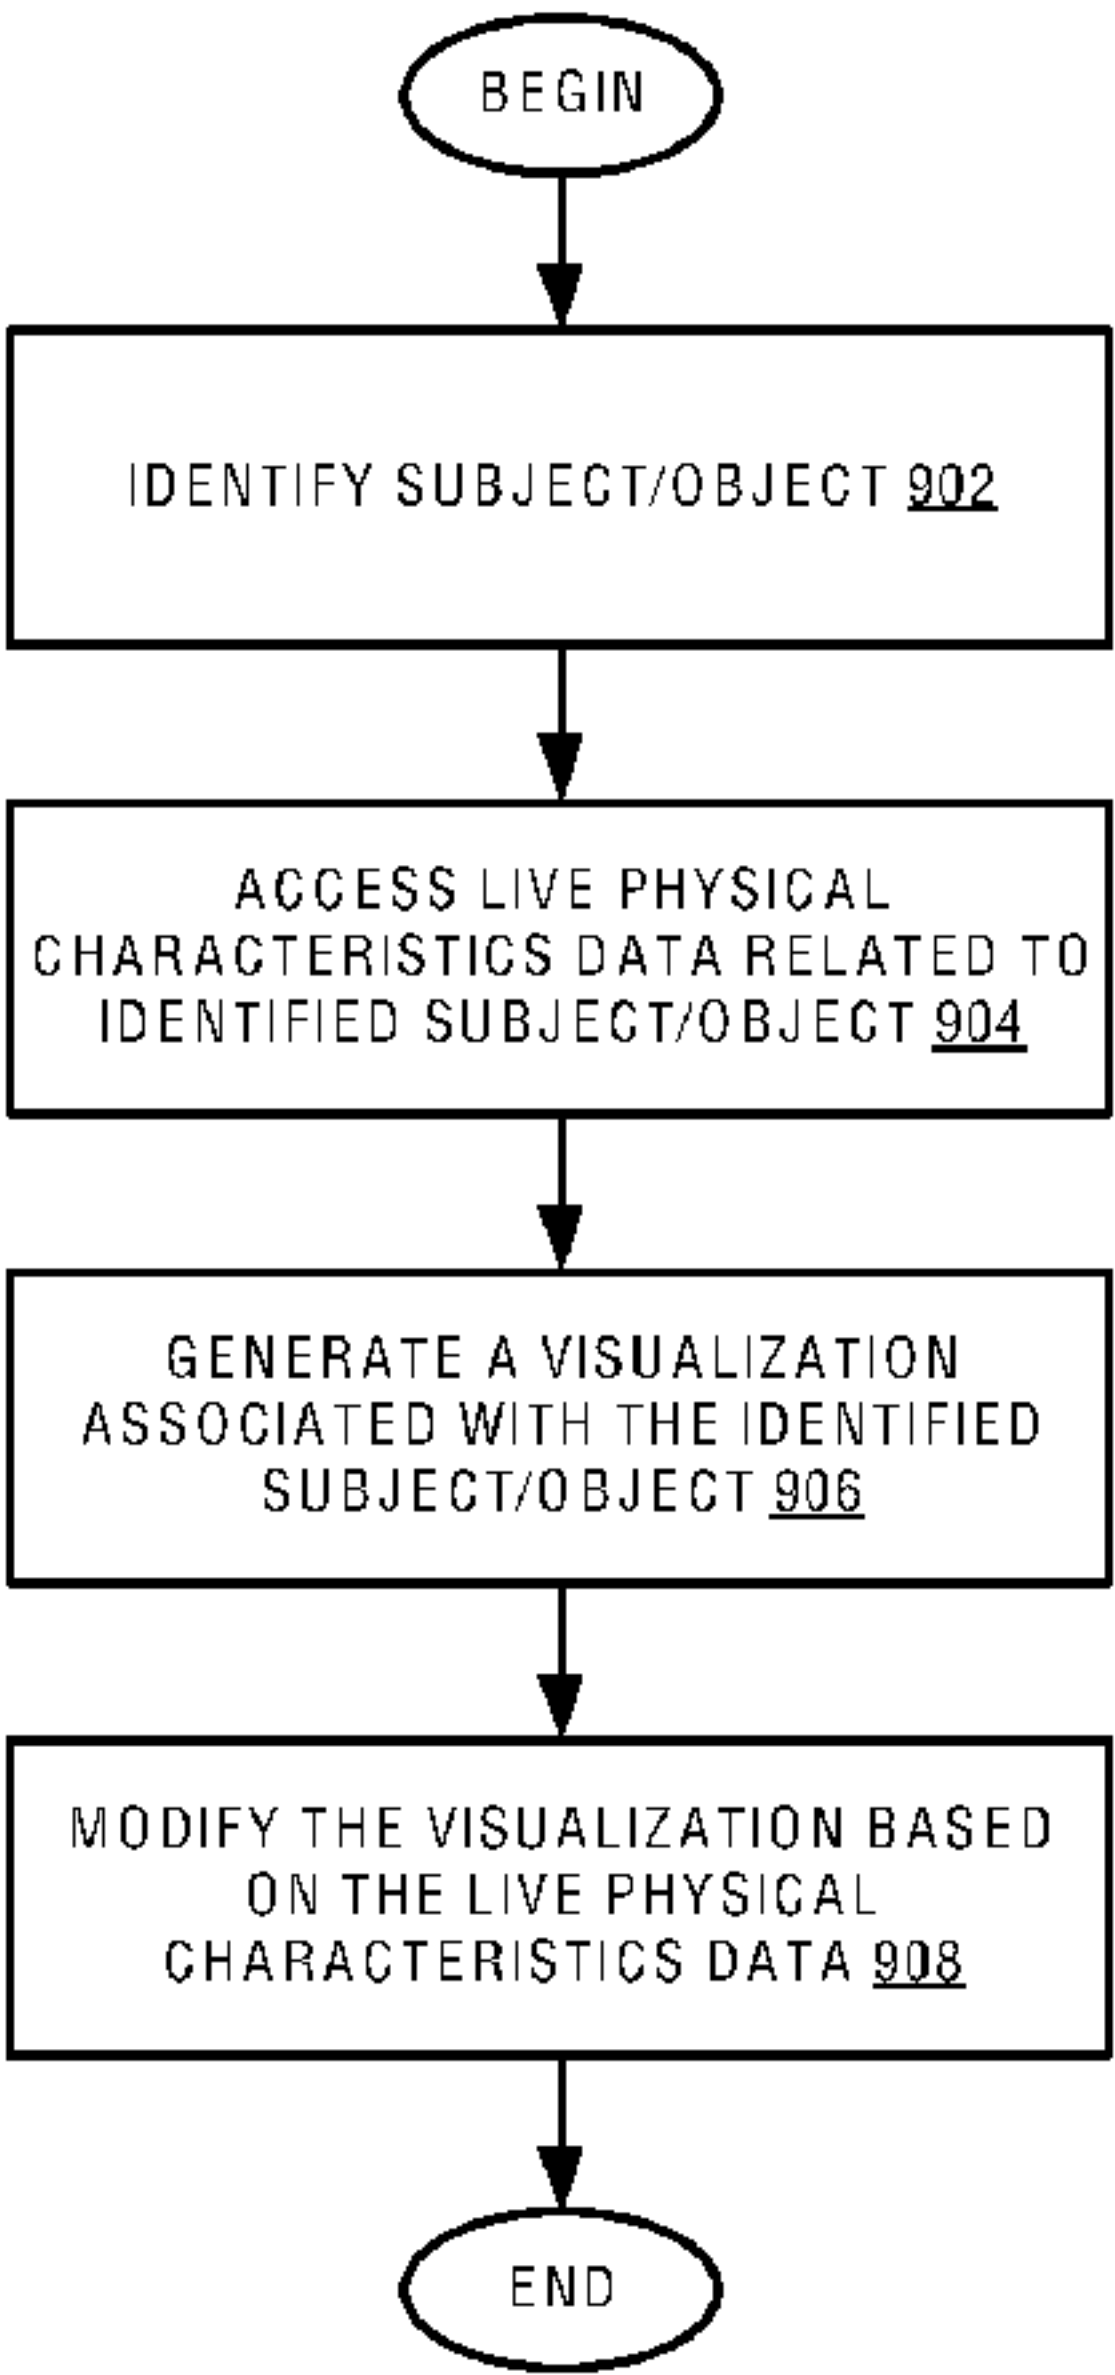 BEGIN
IDENTIFY SUBJECT/OBJECT 902
ACCESS LIVE PHYSICAL
CHARACTERISTICS DATA RELATED TO
IDENTIFIED SUBJECT/OBJECT 904
GENERATE A VISUALIZATION
ASSOCIATED WITH THE IDENTIFIED
SUBJECT/OBJECT 906
MODIFY THE VISUALIZATION BASED
ON THE LIVE PHYSICAL
CHARACTERISTICS DATA 908
END